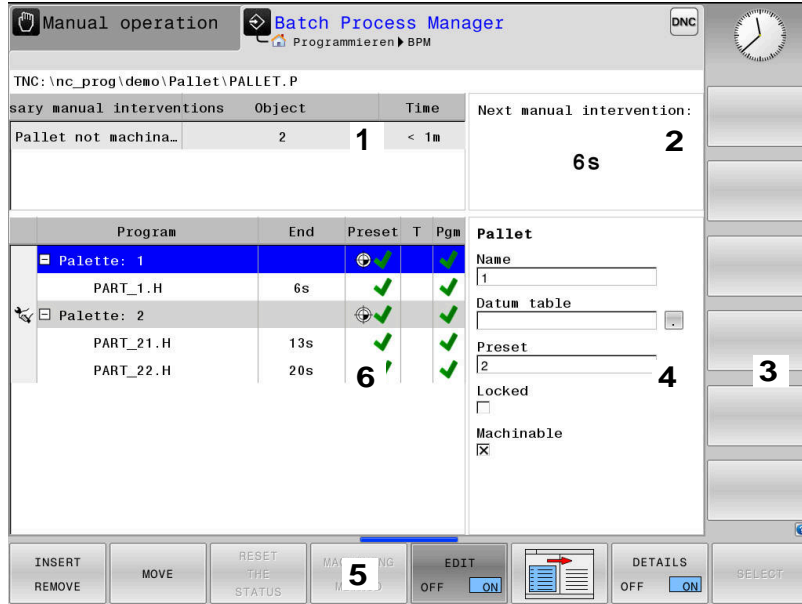 Manual operation
Batch Process Manager
Programmieren BPM
DNC
TNC:\nc_prog\demo\Pallet\PALLET.P
sary manual interventions Object Time
Pallet not machina… 2 < 1m
1
Next manual intervention:
2
6s
Program End Preset T Pgm
Palette: 1
PART_1.H 6s
Palette: 2
PART_21.H 13s
PART_22.H 20s
6
Pallet
Name
1
Datum table
.
Preset
2
4
Locked
Machinable
3
INSERT
REMOVE
MOVE
RESET
THE
STATUS
5
EDIT
OFF ON
DETAILS
OFF ON
SELECT